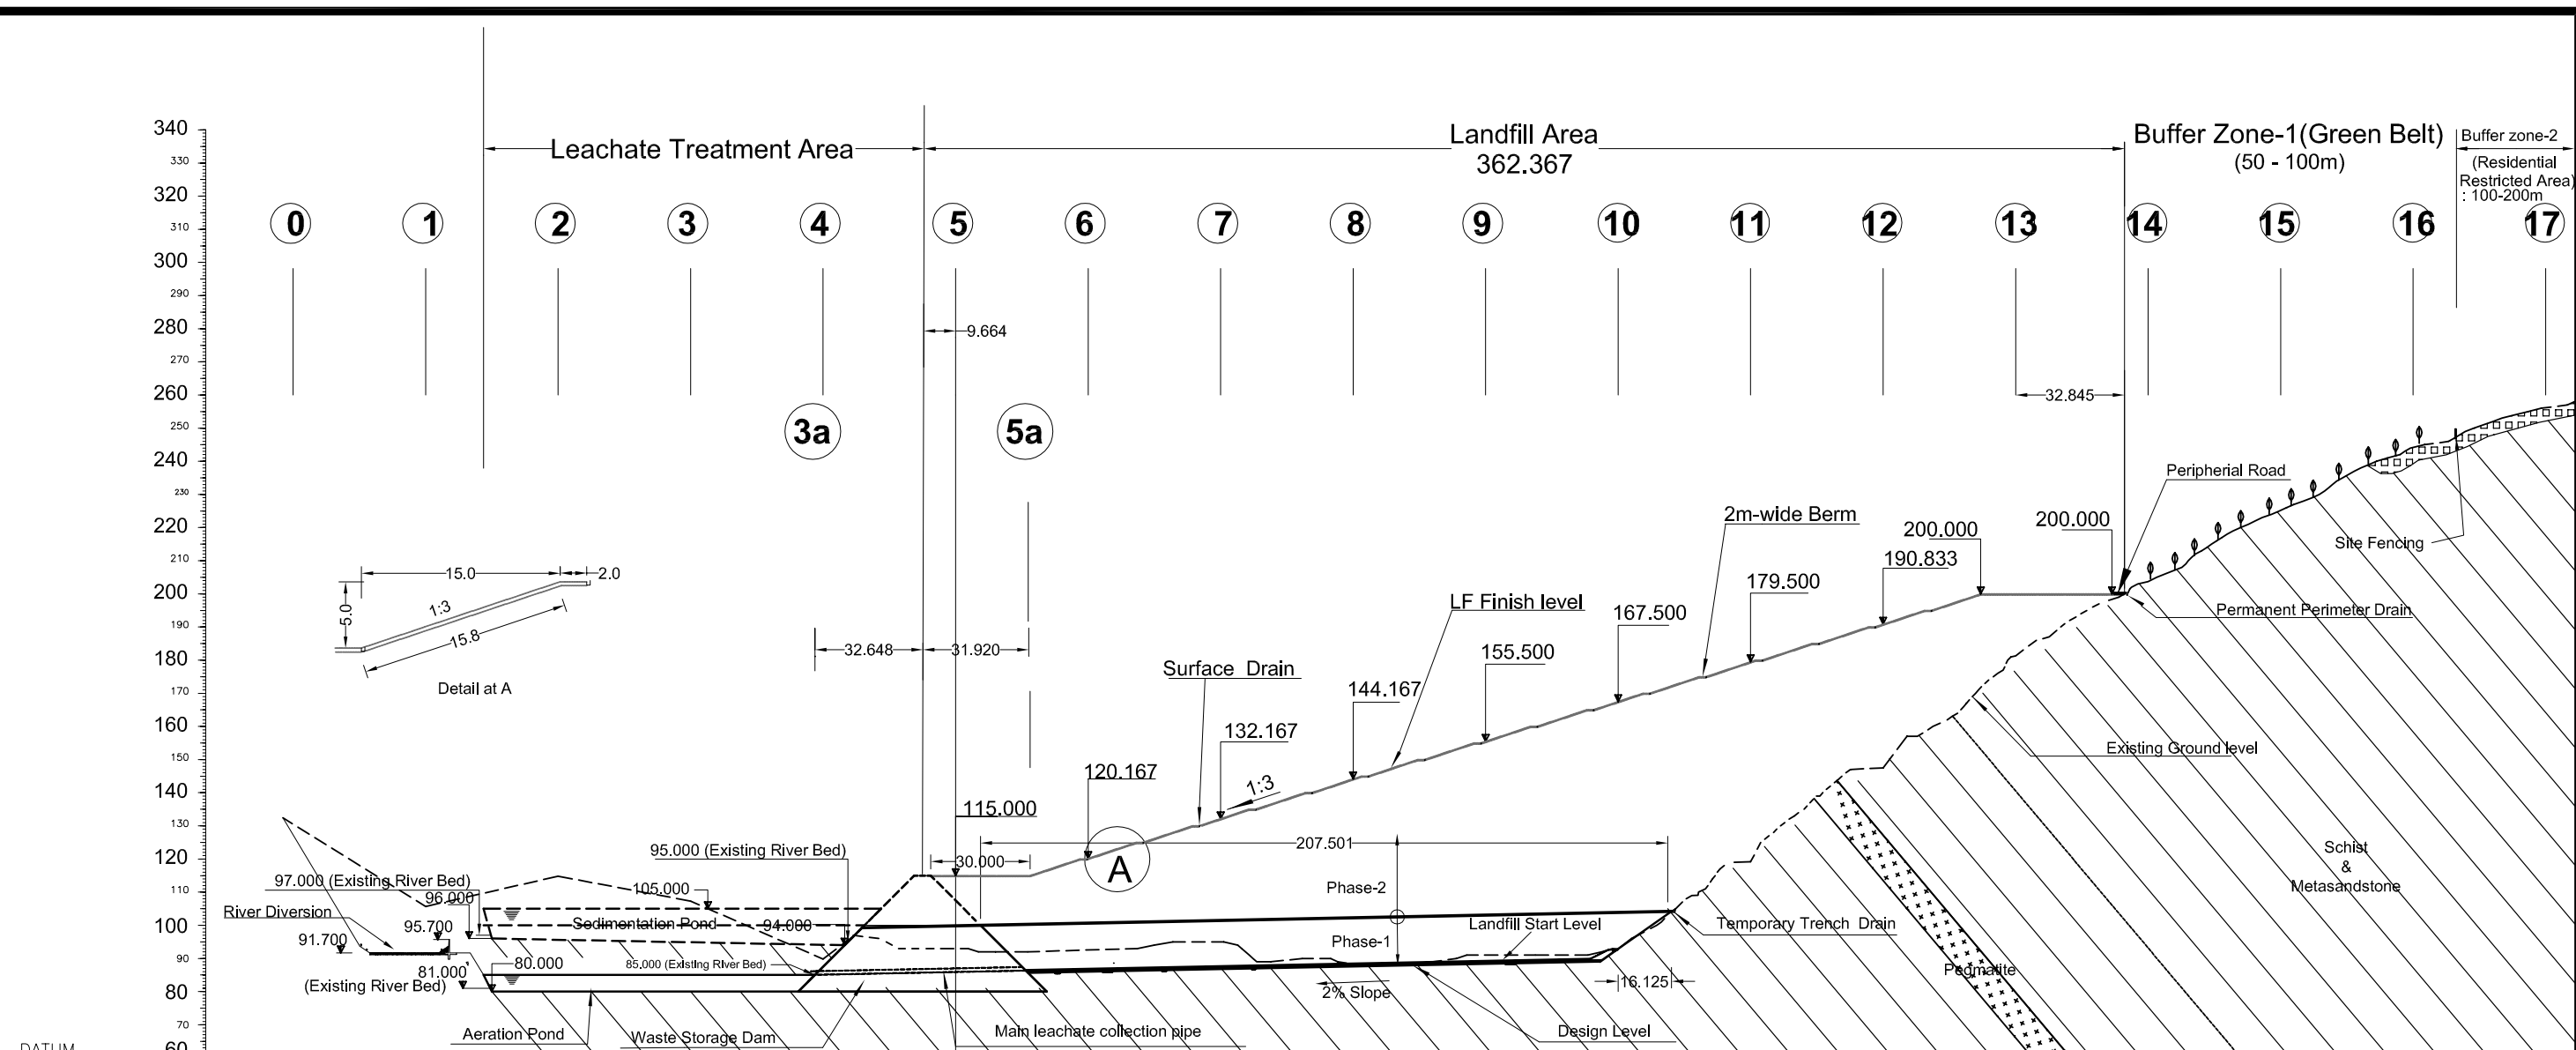 Leachate Treatment Area
Landfill Area
362.367
Buffer Zone-1(Green Belt)
(50 - 100m)
Buffer zone-2
(Residential
Restricted Area)
: 100-200m
340
330
320
310
300
290
280
270
260
250
240
230
220
210
200
190
180
170
160
150
140
130
120
110
100
90
80
70
60
DATUM
0
1
2
3
4
5
6
7
8
9
10
11
12
13
14
15
16
17
9.664
32.845
3a
5a
Peripherial Road
2m-wide Berm
200.000
200.000
190.833
Site Fencing
179.500
15.0
2.0
5.0
1:3
15.8
Detail at A
LF Finish level
167.500
Permanent Perimeter Drain
32.648
31.920
155.500
Surface Drain
144.167
132.167
Existing Ground level
120.167
1:3
115.000
207.501
30.000
A
95.000 (Existing River Bed)
97.000 (Existing River Bed)
96.000
105.000
Schist
&
Metasandstone
Phase-2
River Diversion
95.700
91.700
Sedimentation Pond
94.000
Landfill Start Level
Temporary Trench Drain
Phase-1
81.000
(Existing River Bed)
80.000
85.000 (Existing River Bed)
Pegmatite
16.125
2% Slope
Aeration Pond
Waste Storage Dam
Main leachate collection pipe
Design Level